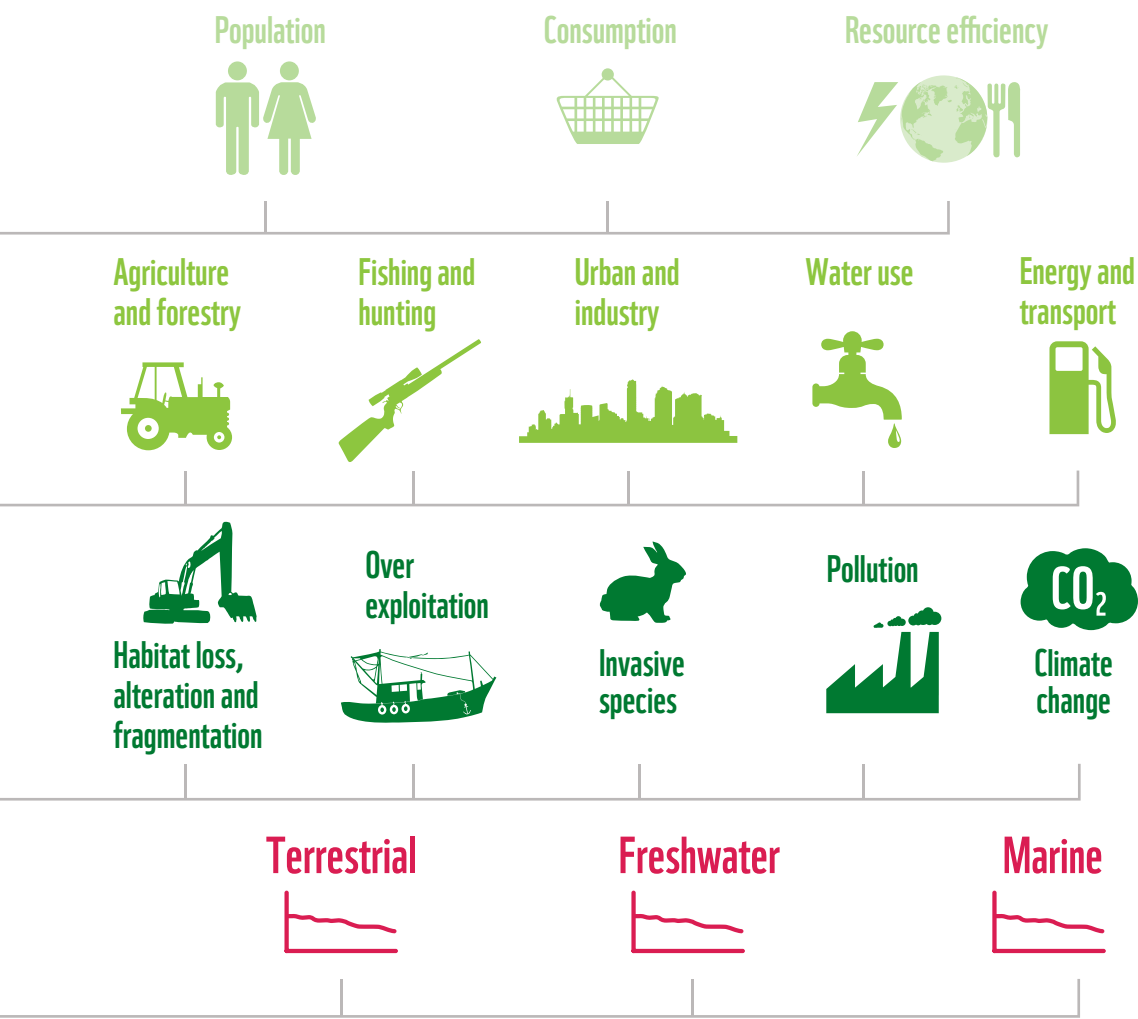 Population
Consumption
Resource efficiency
Agriculture
and forestry
Fishing and
hunting
Urban and
industry
Water use
Energy and
transport
Habitat loss,
alteration and
fragmentation
Over
exploitation
Invasive
species
Pollution
CO₂
Climate
change
Terrestrial
Freshwater
Marine